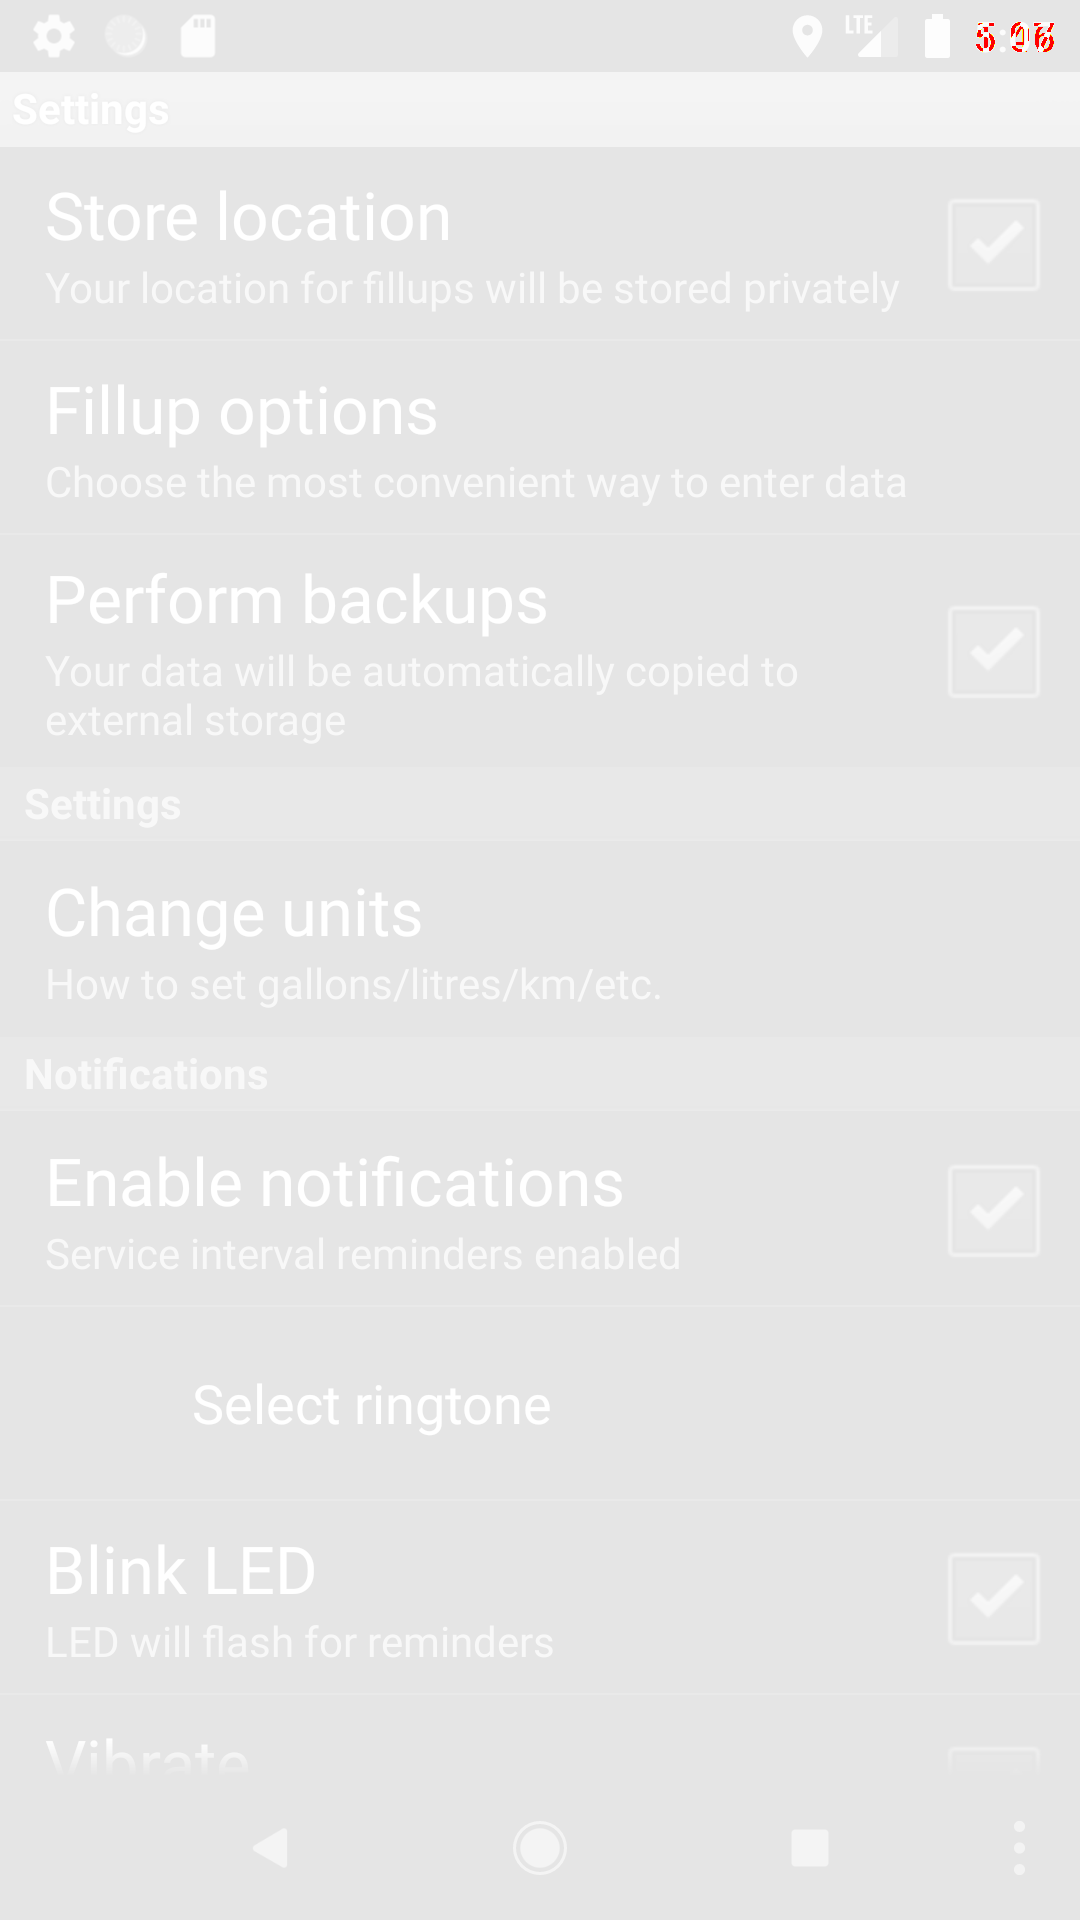 LTE
Settings
Store location
Your location for fillups will be stored privately
Fillup options
Choose the most convenient way to enter data
Perform backups
Your data will be automatically copied to
external storage
Settings
Change units
How to set gallons/litres/km/etc.
Notifications
Enable notifications
Service interval reminders enabled
Select ringtone
Blink LED
LED will flash for reminders
Vibrate